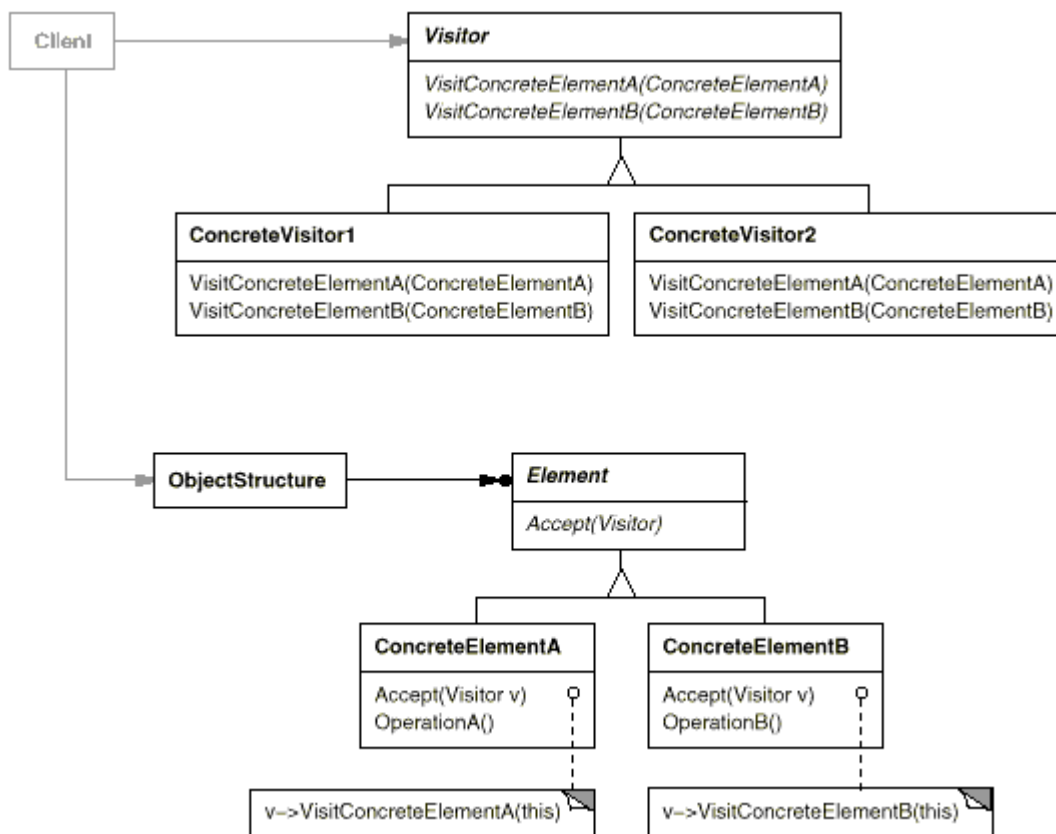 Client
Visitor
VisitConcreteElementA(ConcreteElementA)
VisitConcreteElementB(ConcreteElementB)
ConcreteVisitor1
VisitConcreteElementA(ConcreteElementA)
VisitConcreteElementB(ConcreteElementB)
ConcreteVisitor2
VisitConcreteElementA(ConcreteElementA)
VisitConcreteElementB(ConcreteElementB)
ObjectStructure
Element
Accept(Visitor)
ConcreteElementA
Accept(Visitor v)
OperationA()
ConcreteElementB
Accept(Visitor v)
OperationB()
v->VisitConcreteElementA(this)
v->VisitConcreteElementB(this)